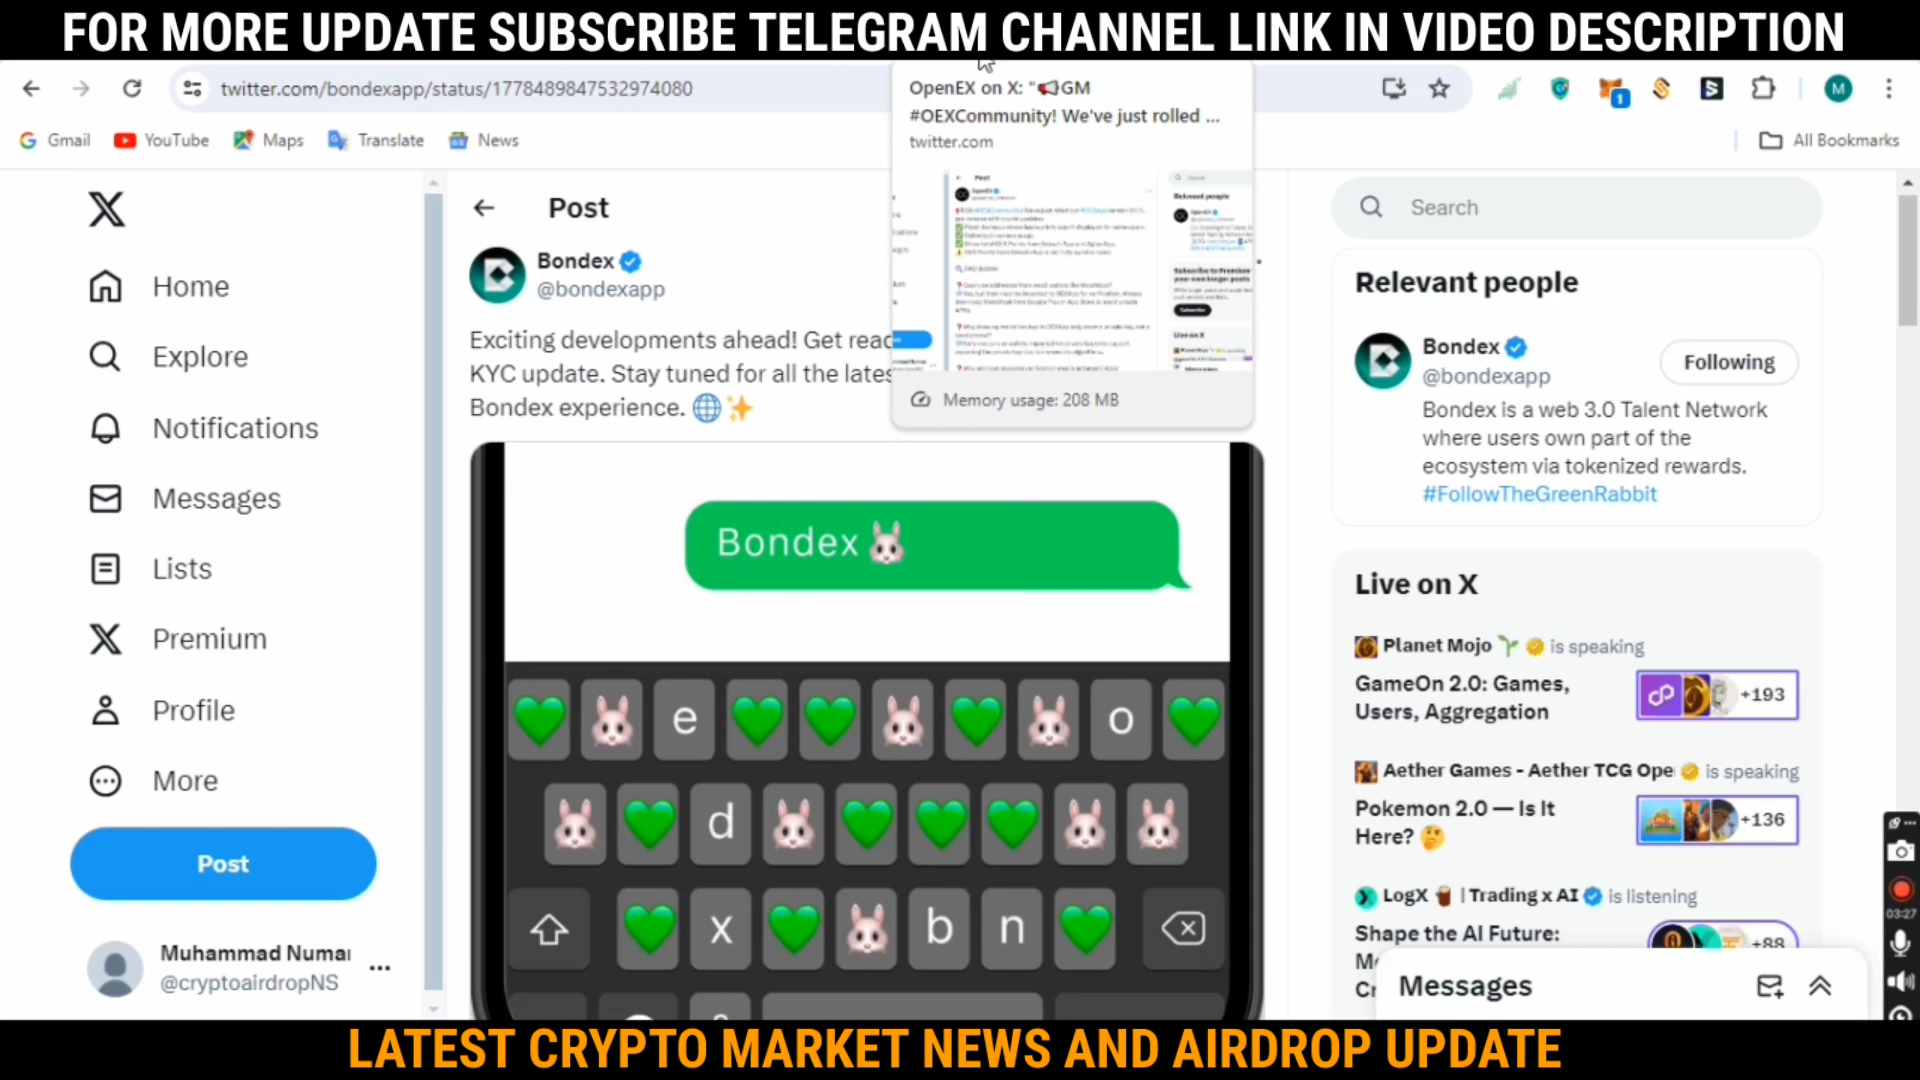 FOR MORE UPDATE SUBSCRIBE TELEGRAM CHANNEL LINK IN VIDEO DESCRIPTION
twitter.com/bondexapp/status/1778489847532974080
OpenEX on X: "📢GM
#OEXCommunity! We've just rolled ...
twitter.com
1
M
Gmail
YouTube
Maps
Translate
News
All Bookmarks
Post
Search
Bondex
@bondexapp
Relevant people
Home
Exciting developments ahead! Get read
Bondex
Following
@bondexapp
Explore
KYC update. Stay tuned for all the lates
Bondex experience. 🌐✨
Memory usage: 208 MB
Bondex is a web 3.0 Talent Network
where users own part of the
ecosystem via tokenized rewards.
#FollowTheGreenRabbit
Notifications
Messages
Bondex🐰
Lists
Live on X
Premium
Planet Mojo 🌱 is speaking
GameOn 2.0: Games,
Users, Aggregation
+193
Profile
💚 🐰 e 💚 💚 🐰 💚 🐰 o 💚
More
Aether Games - Aether TCG Ope is speaking
Pokemon 2.0 — Is It
Here? 🤔
+136
🐰 💚 d 🐰 💚 💚 💚 🐰 🐰
Post
LogX | Trading x AI is listening
Shape the AI Future:
+88
💚 x 💚 🐰 b n 💚
03:27
Muhammad Numa
@cryptoairdropNS
Messages
LATEST CRYPTO MARKET NEWS AND AIRDROP UPDATE